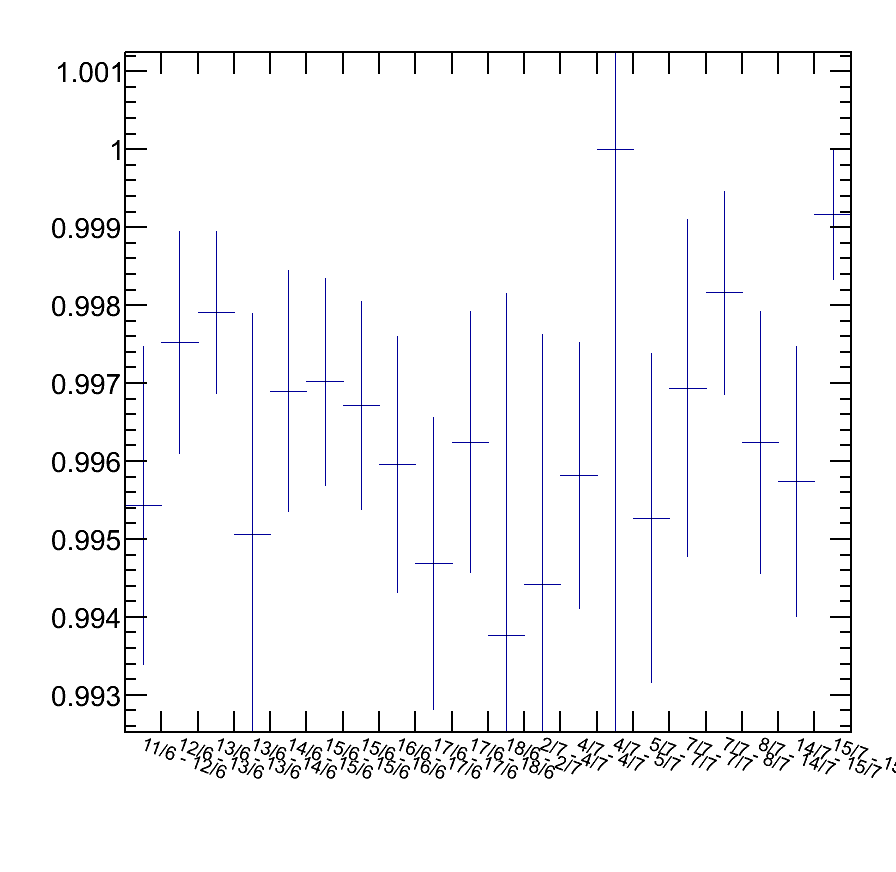 1.001
1
0.999
0.998
0.997
0.996
0.995
0.994
0.993
11/6 - 12/6
12/6 - 13/6
13/6 - 13/6
13/6 - 14/6
14/6 - 15/6
15/6 - 15/6
15/6 - 16/6
16/6 - 17/6
17/6 - 17/6
17/6 - 18/6
18/6 - 2/7
2/7 - 4/7
4/7 - 4/7
4/7 - 5/7
5/7 - 7/7
7/7 - 7/7
7/7 - 8/7
8/7 - 14/7
14/7 - 15/7
15/7 - 15